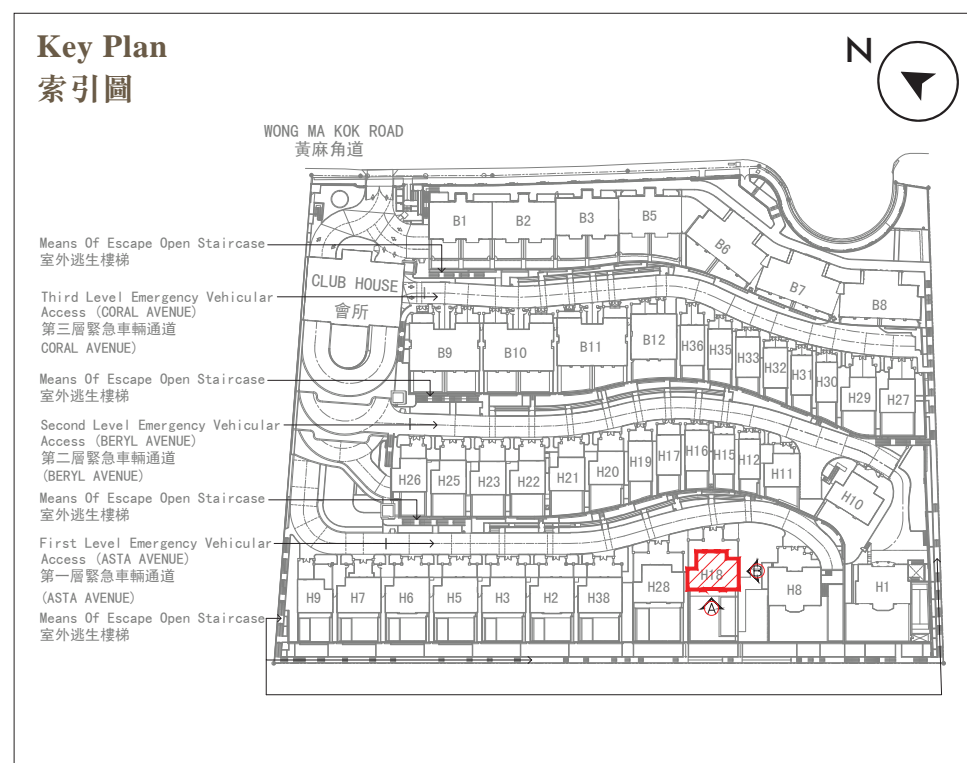 Key Plan
索引圖
N
WONG MA KOK ROAD
黃麻角道
B1
B2
B3
B5
B6
B7
B8
Means Of Escape Open Staircase
室外逃生樓梯
CLUB HOUSE
會所
Third Level Emergency Vehicular
Access (CORAL AVENUE)
第三層緊急車輛通道
CORAL AVENUE)
B9
B10
B11
B12
H36
H35
H33
H32
H31
H30
H29
H27
Means Of Escape Open Staircase
室外逃生樓梯
Second Level Emergency Vehicular
Access (BERYL AVENUE)
第二層緊急車輛通道
(BERYL AVENUE)
H26
H25
H23
H22
H21
H20
H19
H17
H16
H15
H12
H11
H10
Means Of Escape Open Staircase
室外逃生樓梯
First Level Emergency Vehicular
Access (ASTA AVENUE)
第一層緊急車輛通道
(ASTA AVENUE)
H9
H7
H6
H5
H3
H2
H38
H28
H18
B
H8
H1
A
Means Of Escape Open Staircase
室外逃生樓梯